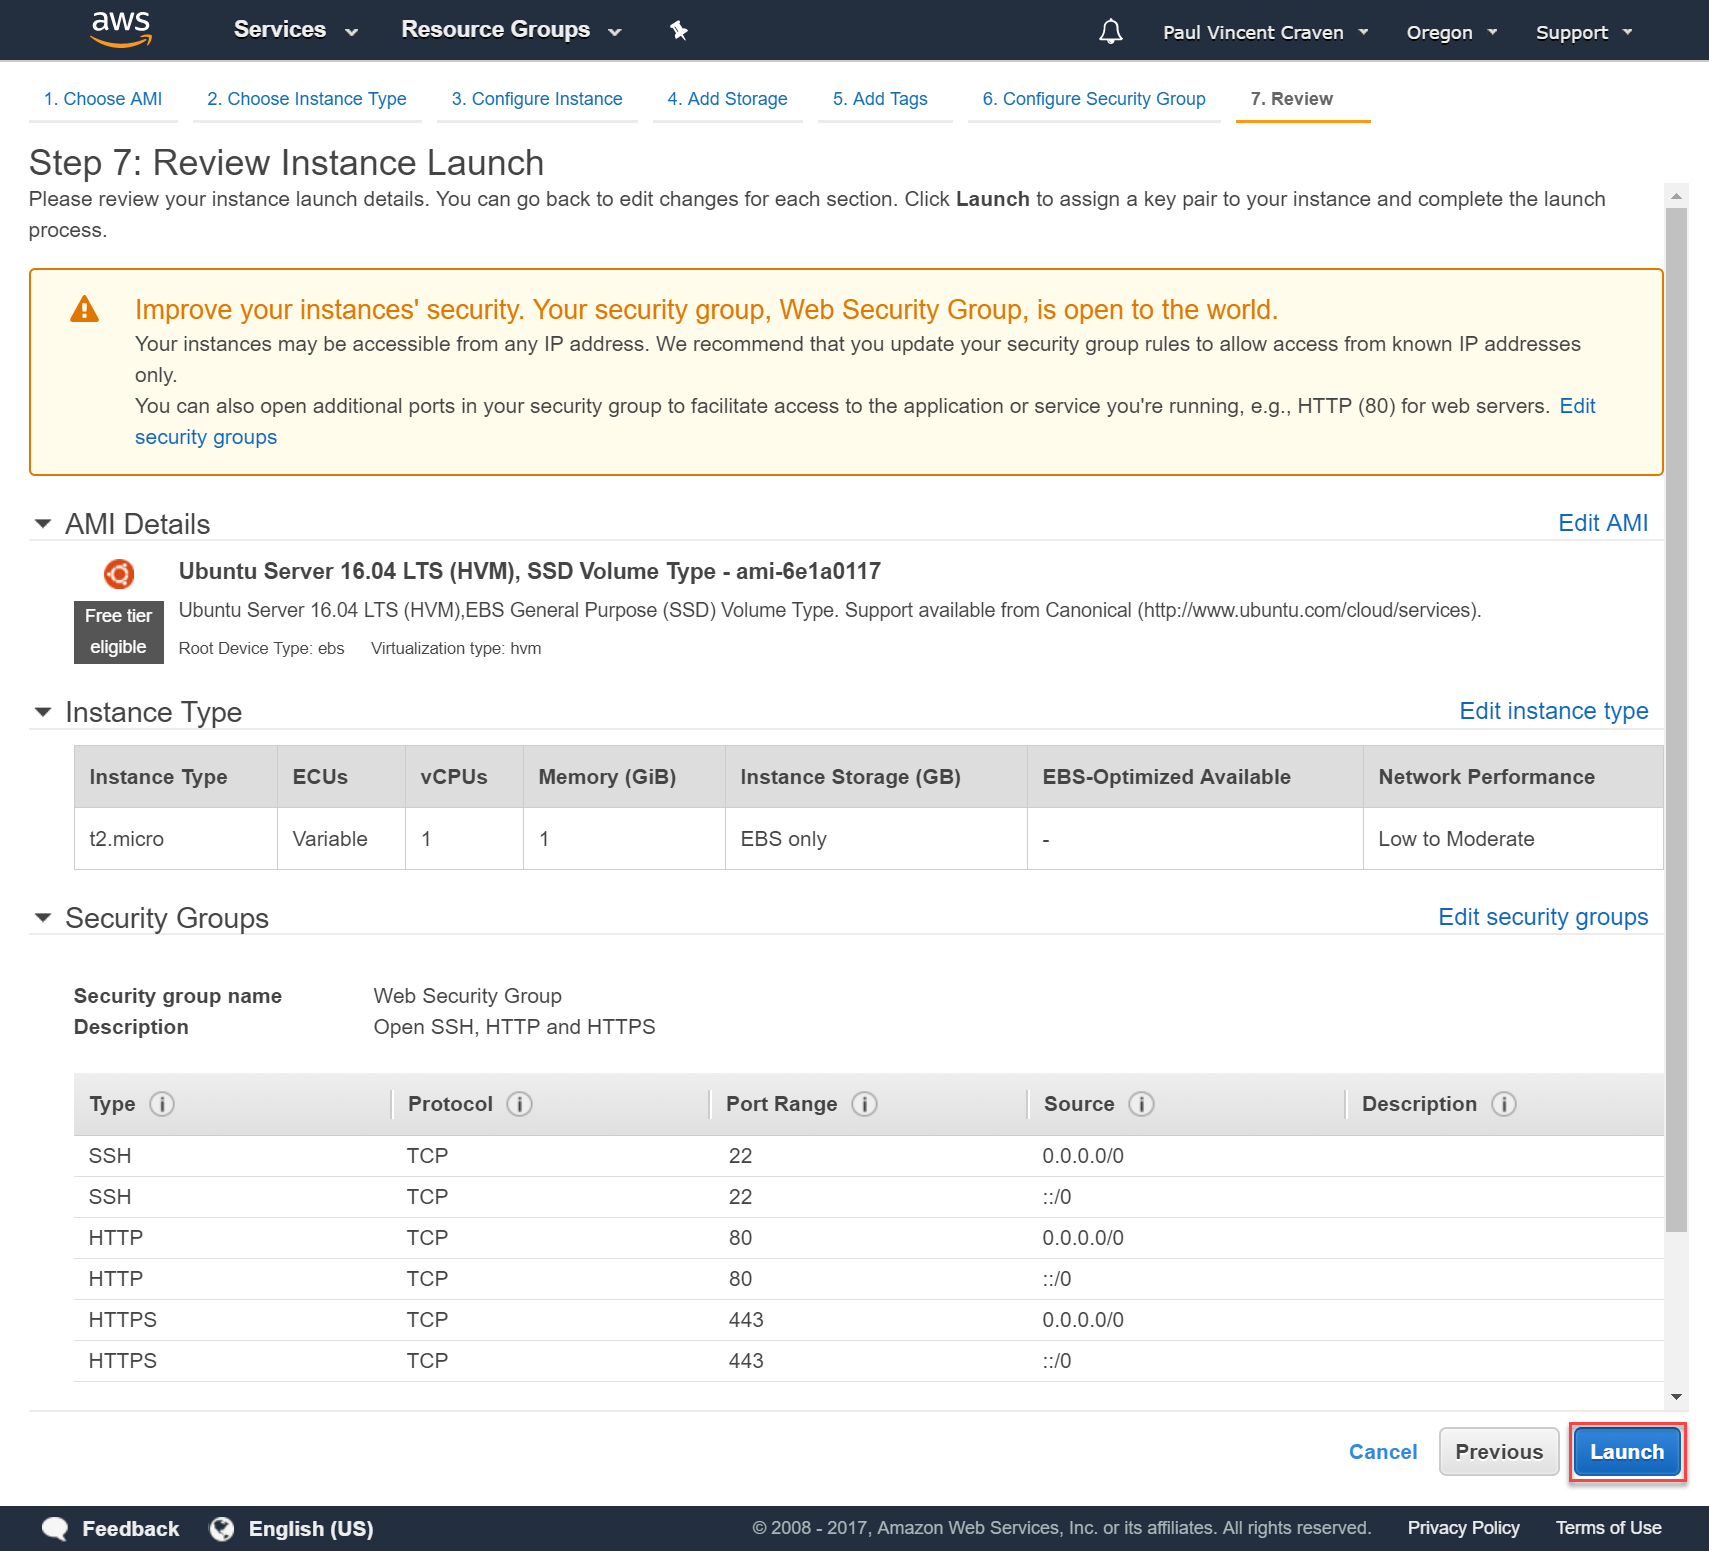 aws
Services
Resource Groups
Paul Vincent Craven
Oregon
Support
1. Choose AMI
2. Choose Instance Type
3. Configure Instance
4. Add Storage
5. Add Tags
6. Configure Security Group
7. Review
Step 7: Review Instance Launch
Please review your instance launch details. You can go back to edit changes for each section. Click Launch to assign a key pair to your instance and complete the launch
process.
Improve your instances' security. Your security group, Web Security Group, is open to the world.
Your instances may be accessible from any IP address. We recommend that you update your security group rules to allow access from known IP addresses
only.
You can also open additional ports in your security group to facilitate access to the application or service you're running, e.g., HTTP (80) for web servers. Edit
security groups
AMI Details
Edit AMI
Ubuntu Server 16.04 LTS (HVM), SSD Volume Type - ami-6e1a0117
Free tier
eligible
Ubuntu Server 16.04 LTS (HVM),EBS General Purpose (SSD) Volume Type. Support available from Canonical (http://www.ubuntu.com/cloud/services).
Root Device Type: ebs Virtualization type: hvm
Instance Type
Edit instance type
Instance Type ECUs vCPUs Memory (GiB) Instance Storage (GB) EBS-Optimized Available Network Performance
t2.micro Variable 1 1 EBS only - Low to Moderate
Security Groups
Edit security groups
Security group name Web Security Group
Description Open SSH, HTTP and HTTPS
Type i Protocol i Port Range i Source i Description i
SSH TCP 22 0.0.0.0/0
SSH TCP 22 ::/0
HTTP TCP 80 0.0.0.0/0
HTTP TCP 80 ::/0
HTTPS TCP 443 0.0.0.0/0
HTTPS TCP 443 ::/0
Cancel
Previous
Launch
Feedback
English (US)
© 2008 - 2017, Amazon Web Services, Inc. or its affiliates. All rights reserved.
Privacy Policy
Terms of Use